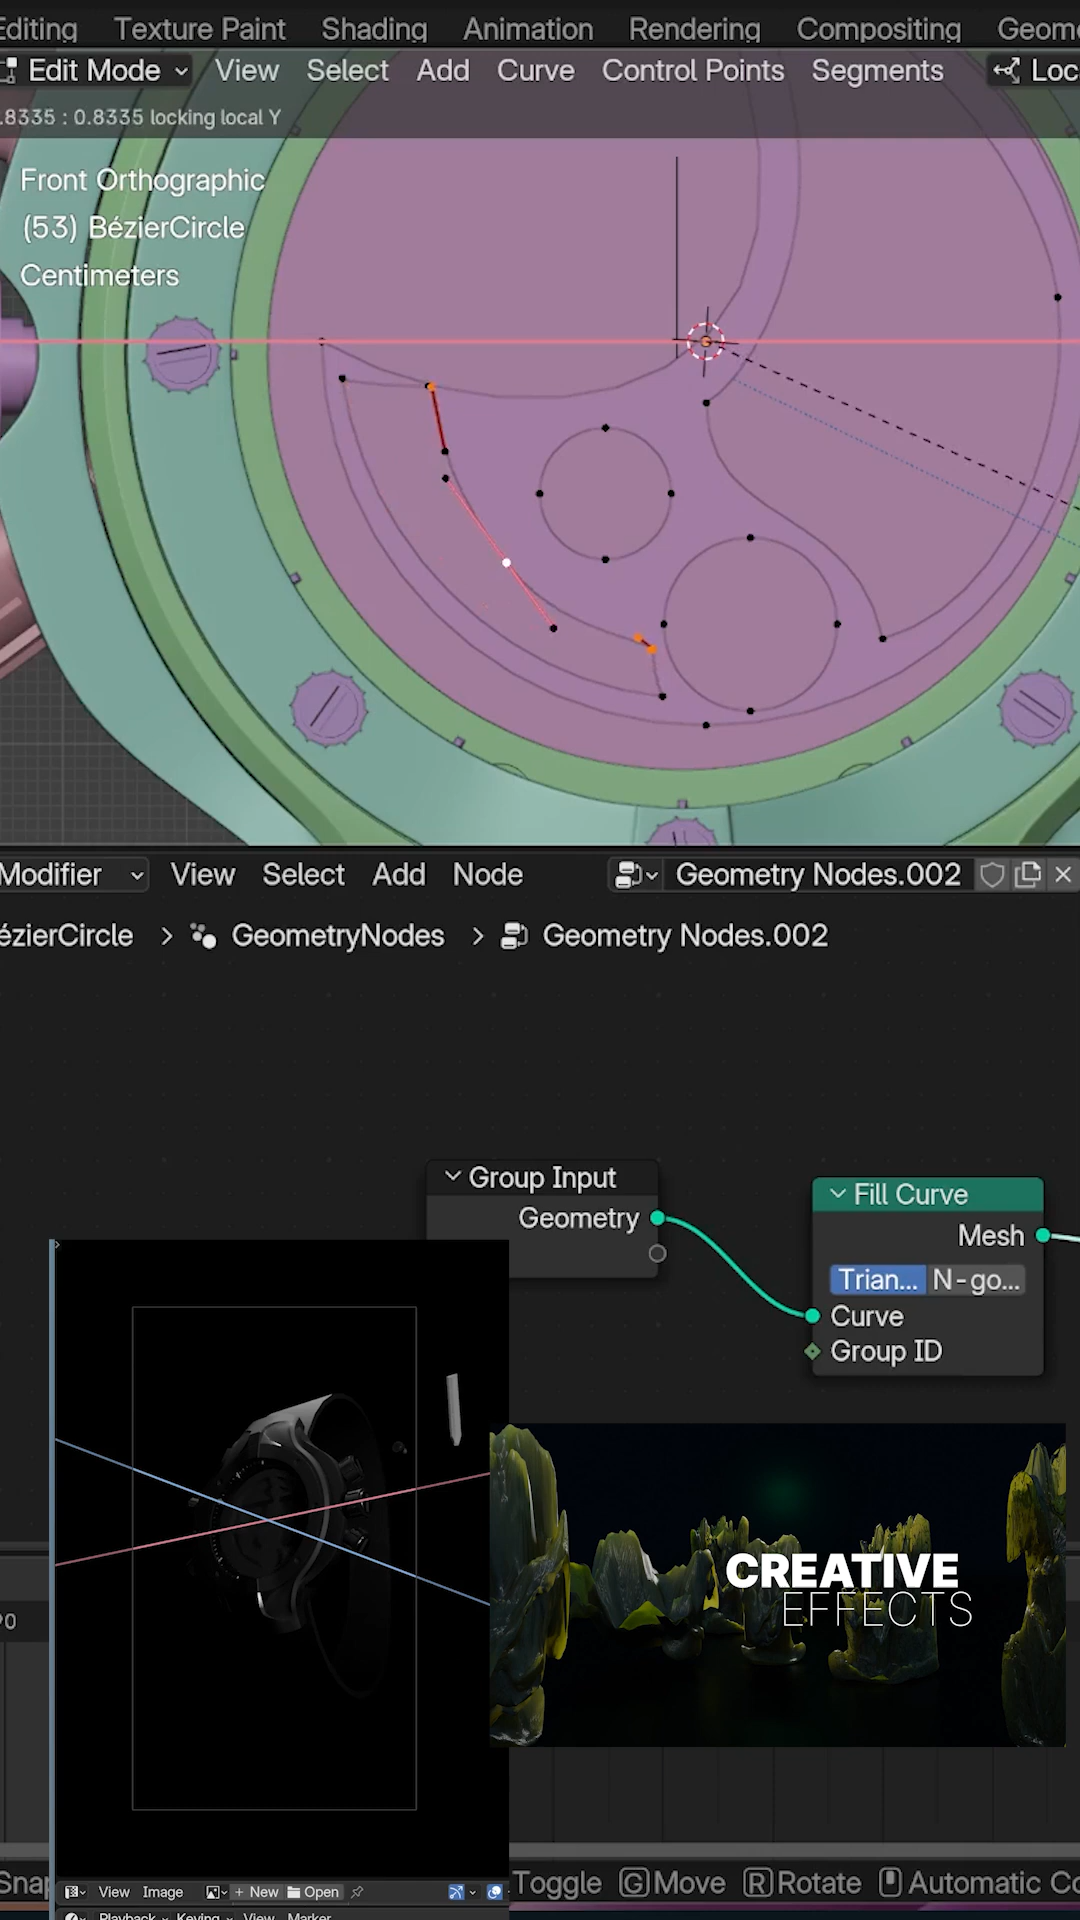 Editing Texture Paint Shading Animation Rendering Compositing Geom
Edit Mode View Select Add Curve Control Points Segments Loc
.8335 : 0.8335 locking local Y
Front Orthographic
(53) BézierCircle
Centimeters
Modifier View Select Add Node Geometry Nodes.002
ézierCircle > GeometryNodes > Geometry Nodes.002
Group Input
Geometry
Fill Curve
Mesh
Trian... N-go...
Curve
Group ID
CREATIVE
EFFECTS
90
Snap Toggle G Move R Rotate Automatic Co
View Image + New Open
Playback Keying View Marker